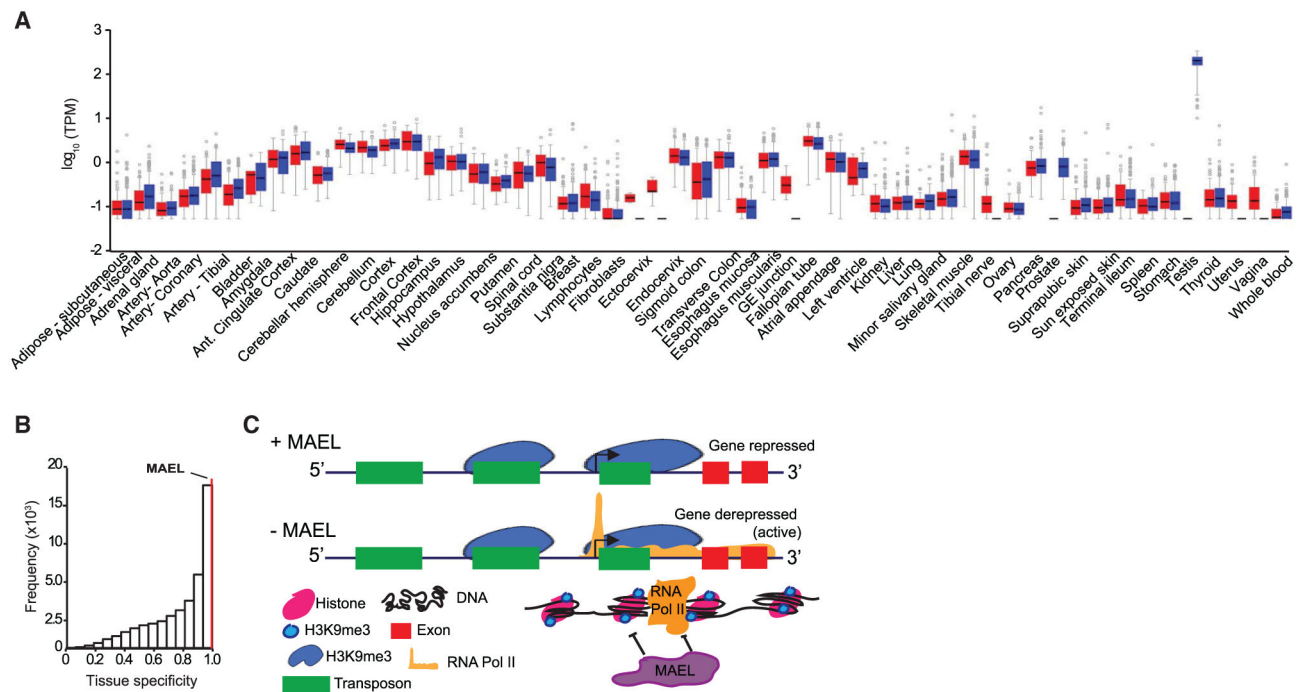 A
3
2
1
0
-1
-2
log10 (TPM)
Adipose - subcutaneous
Adipose - visceral
Adrenal gland
Artery- Aorta
Artery- Coronary
Artery - Tibial
Bladder
Amygdala
Ant. Cingulate Cortex
Caudate
Cerebellar hemisphere
Cerebellum
Cortex
Frontal Cortex
Hippocampus
Hypothalamus
Nucleus accumbens
Putamen
Spinal cord
Substantia nigra
Breast
Lymphocytes
Fibroblasts
Ectocervix
Endocervix
Sigmoid colon
Transverse Colon
Esophagus mucosa
Esophagus muscularis
GE junction
Fallopian tube
Atrial appendage
Left ventricle
Kidney
Liver
Lung
Minor salivary gland
Skeletal muscle
Tibial nerve
Ovary
Pancreas
Prostate
Suprapubic skin
Sun exposed skin
Terminal ileum
Spleen
Stomach
Testis
Thyroid
Uterus
Vagina
Whole blood
B
MAEL
Frequency (x10³)
20
15
10
5.0
2.5
0
0 0.2 0.4 0.6 0.8 1.0
Tissue specificity
C
+ MAEL
Gene repressed
5'
3'
- MAEL
Gene derepressed
(active)
5'
3'
Histone
DNA
H3K9me3
Exon
H3K9me3
RNA Pol II
Transposon
RNA
Pol II
MAEL